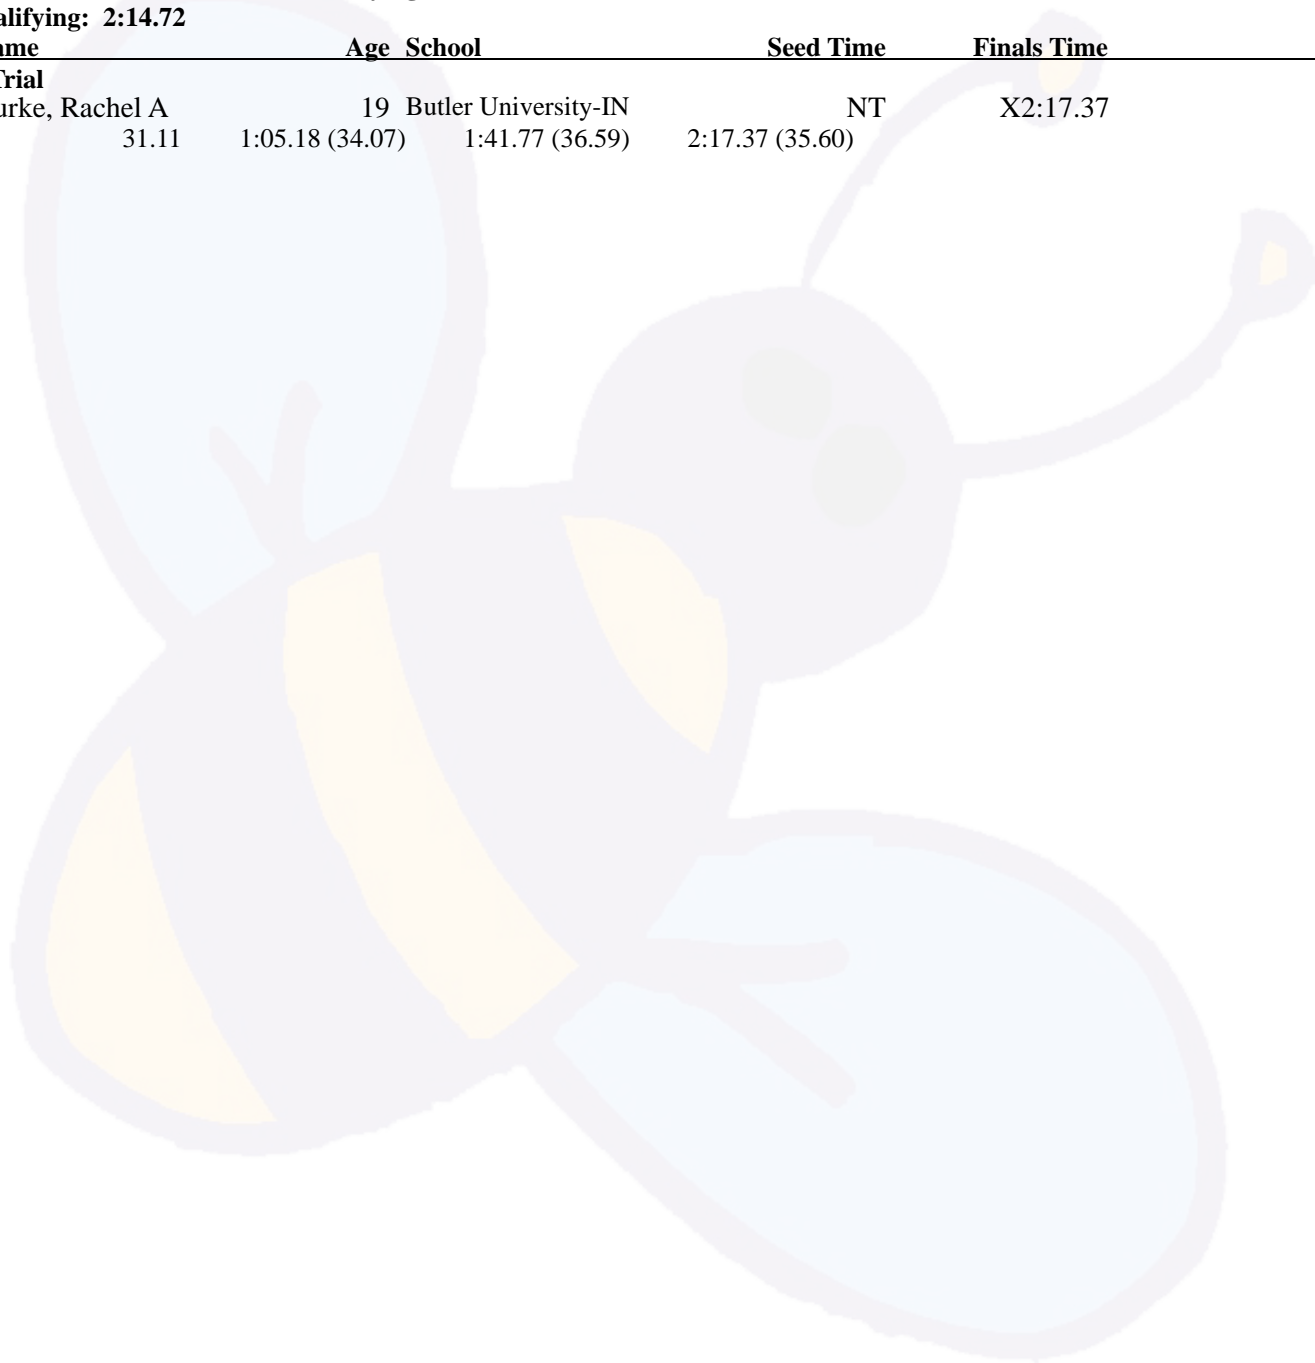 alifying: 2:14.72
ame Age School Seed Time Finals Time
Trial
urke, Rachel A 19 Butler University-IN NT X2:17.37
31.11 1:05.18 (34.07) 1:41.77 (36.59) 2:17.37 (35.60)